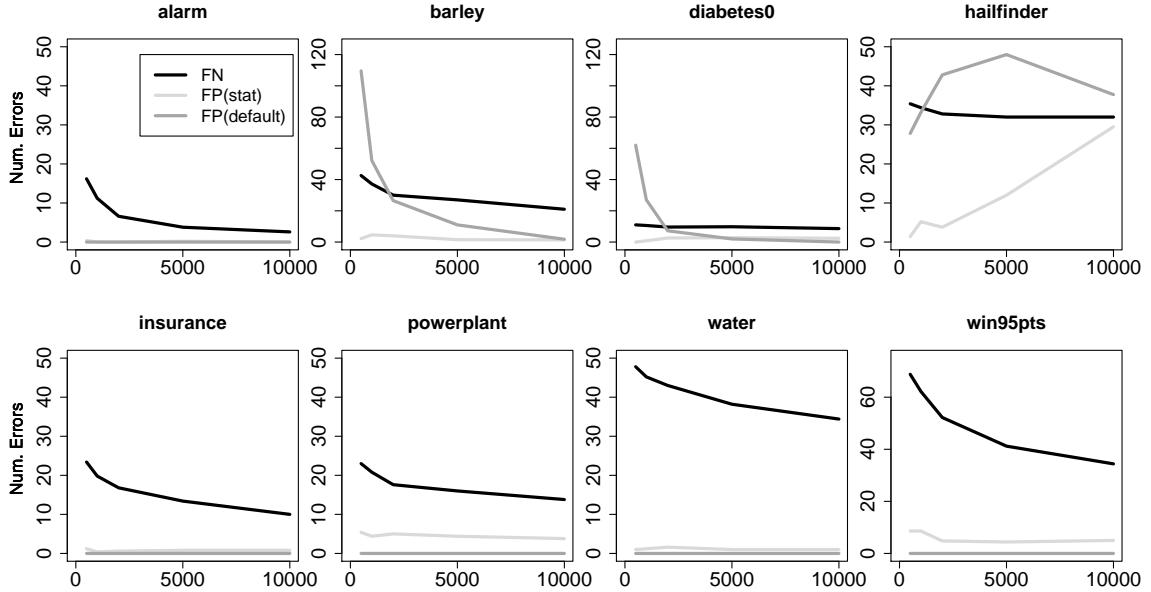 alarm barley diabetes0 hailfinder
50 120 120 50
40 40
FN
FP(stat)
FP(default)
80 80
30 30
Num. Errors
20 40 40 20
10 10
0 0 0 0
0 5000 10000 0 5000 10000 0 5000 10000 0 5000 10000
insurance powerplant water win95pts
50 50 50
40 40 40 60
30 30 30 40
Num. Errors
20 20 20 20
10 10 10
0 0 0 0
0 5000 10000 0 5000 10000 0 5000 10000 0 5000 10000